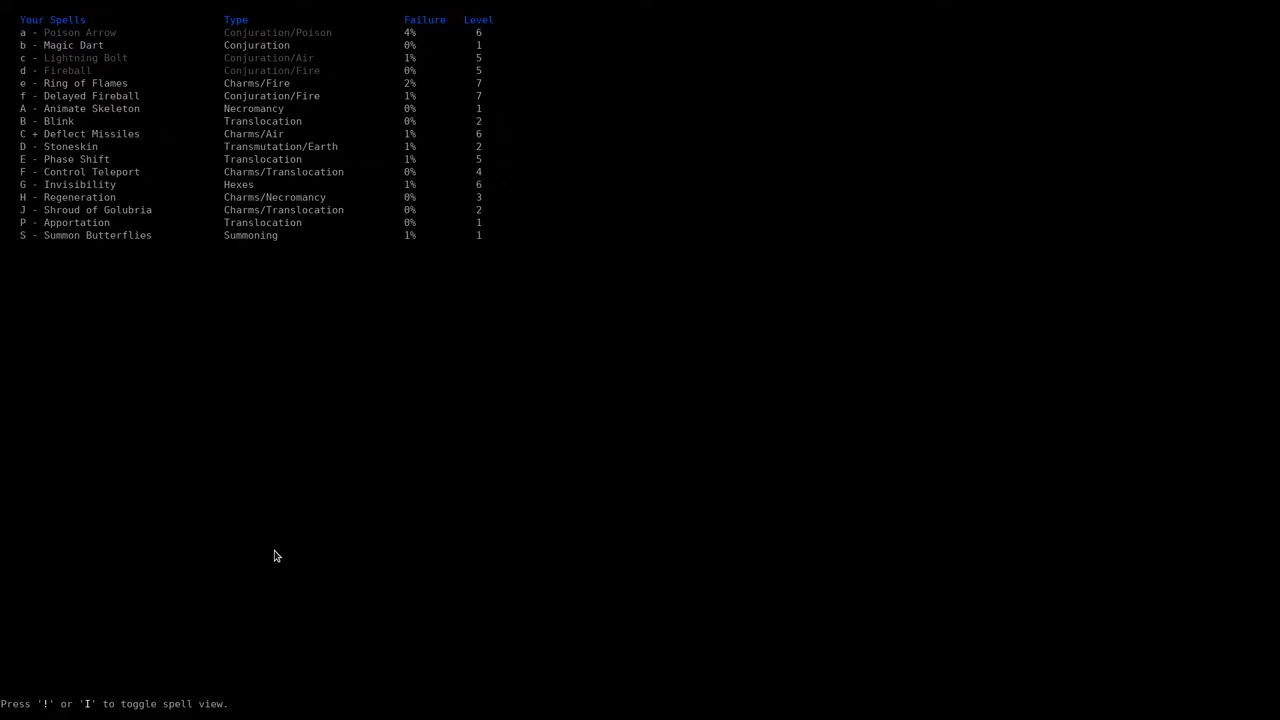 Your Spells Type Failure Level
a - Poison Arrow Conjuration/Poison 4% 6
b - Magic Dart Conjuration 0% 1
c - Lightning Bolt Conjuration/Air 1% 5
d - Fireball Conjuration/Fire 0% 5
e - Ring of Flames Charms/Fire 2% 7
f - Delayed Fireball Conjuration/Fire 1% 7
A - Animate Skeleton Necromancy 0% 1
B - Blink Translocation 0% 2
C + Deflect Missiles Charms/Air 1% 6
D - Stoneskin Transmutation/Earth 1% 2
E - Phase Shift Translocation 1% 5
F - Control Teleport Charms/Translocation 0% 4
G - Invisibility Hexes 1% 6
H - Regeneration Charms/Necromancy 0% 3
J - Shroud of Golubria Charms/Translocation 0% 2
P - Apportation Translocation 0% 1
S - Summon Butterflies Summoning 1% 1
Press '!' or 'I' to toggle spell view.